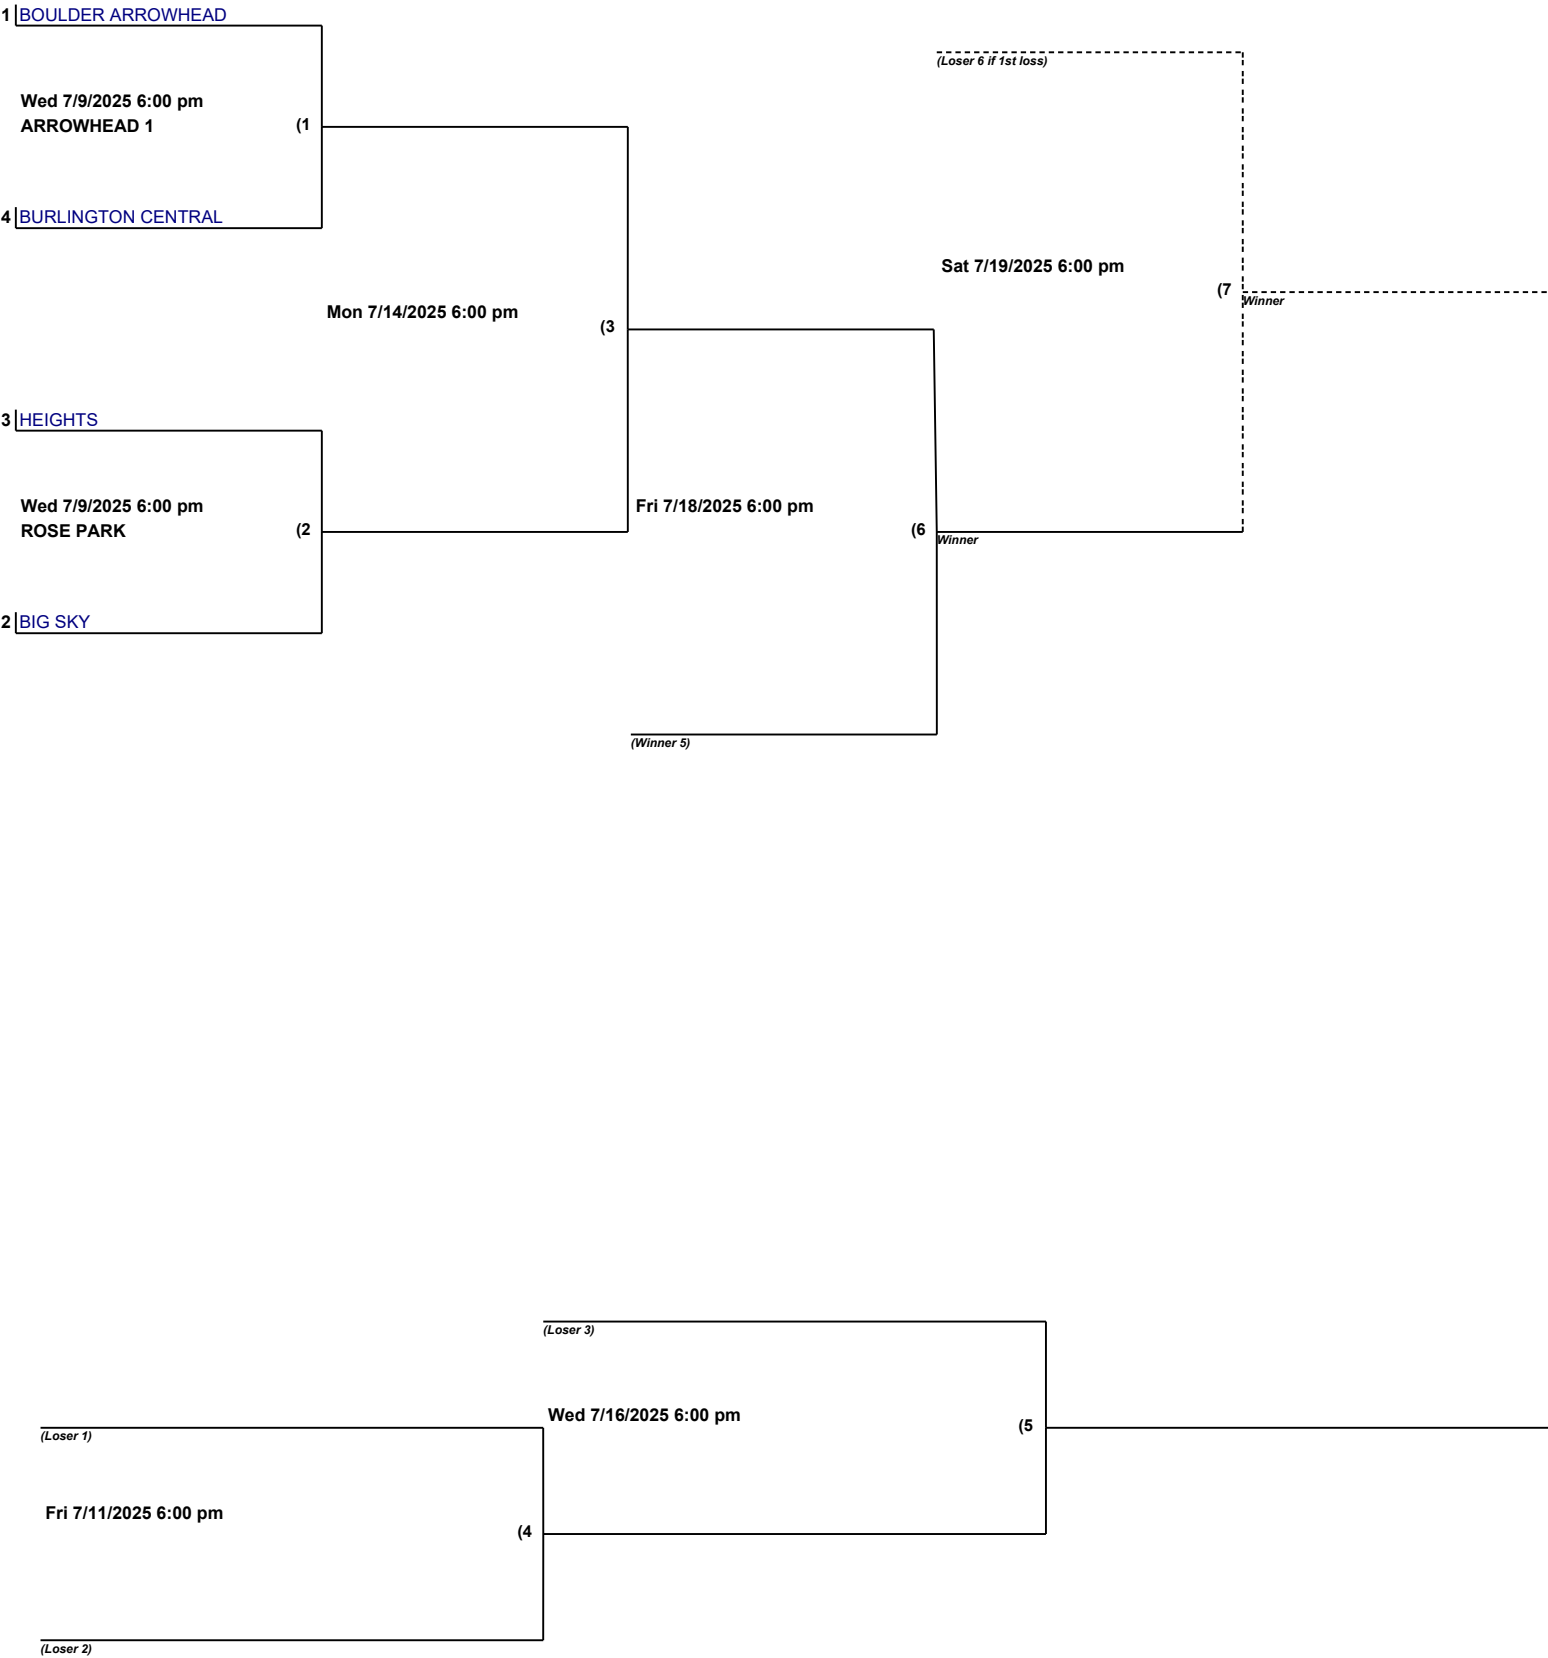 1 BOULDER ARROWHEAD
(Loser 6 if 1st loss)
Wed 7/9/2025 6:00 pm
ARROWHEAD 1 (1
4 BURLINGTON CENTRAL
Sat 7/19/2025 6:00 pm
(7
Winner
Mon 7/14/2025 6:00 pm
(3
3 HEIGHTS
Wed 7/9/2025 6:00 pm
ROSE PARK (2
Fri 7/18/2025 6:00 pm
(6
Winner
2 BIG SKY
(Winner 5)
(Loser 3)
Wed 7/16/2025 6:00 pm
(5
(Loser 1)
Fri 7/11/2025 6:00 pm
(4
(Loser 2)